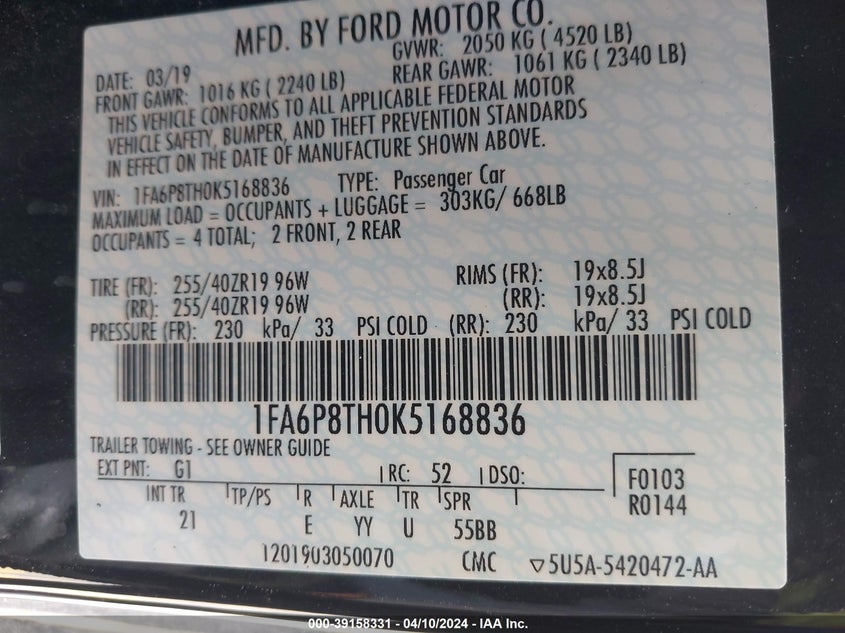 MFD. BY FORD MOTOR CO.
DATE: 03/19 GVWR: 2050 KG ( 4520 LB)
FRONT GAWR: 1016 KG ( 2240 LB) REAR GAWR: 1061 KG ( 2340 LB)
THIS VEHICLE CONFORMS TO ALL APPLICABLE FEDERAL MOTOR
VEHICLE SAFETY, BUMPER, AND THEFT PREVENTION STANDARDS
IN EFFECT ON THE DATE OF MANUFACTURE SHOWN ABOVE.
VIN: 1FA6P8TH0K5168836 TYPE: Passenger Car
MAXIMUM LOAD = OCCUPANTS + LUGGAGE = 303KG/ 668LB
OCCUPANTS = 4 TOTAL; 2 FRONT, 2 REAR
TIRE (FR): 255/40ZR19 96W RIMS (FR): 19x8.5J
(RR): 255/40ZR19 96W (RR): 19x8.5J
PRESSURE (FR): 230 kPa/ 33 PSI COLD (RR): 230 kPa/ 33 PSI COLD
1FA6P8TH0K5168836
TRAILER TOWING - SEE OWNER GUIDE
EXT PNT: G1 RC: 52 DSO: F0103
INT TR TP/PS R AXLE TR SPR R0144
21 E YY U 55BB
1201903050070 CMC ▽5U5A-5420472-AA
000-39158331 - 04/10/2024 - IAA Inc.